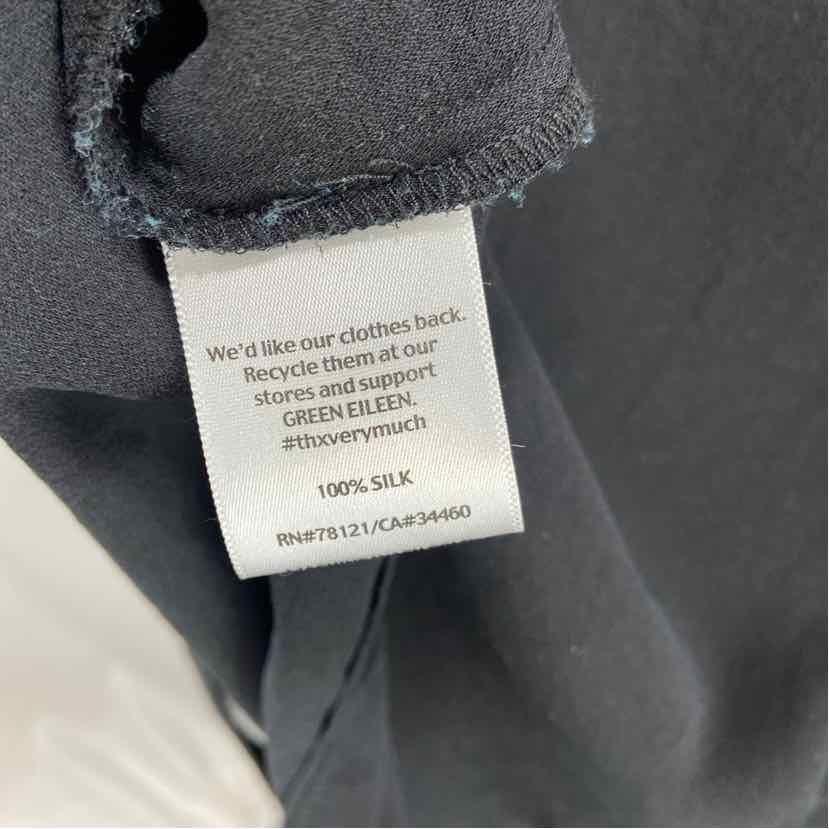 We'd like our clothes back.
Recycle them at our
stores and support
GREEN EILEEN.
#thxverymuch
100% SILK
RN#78121/CA#34460